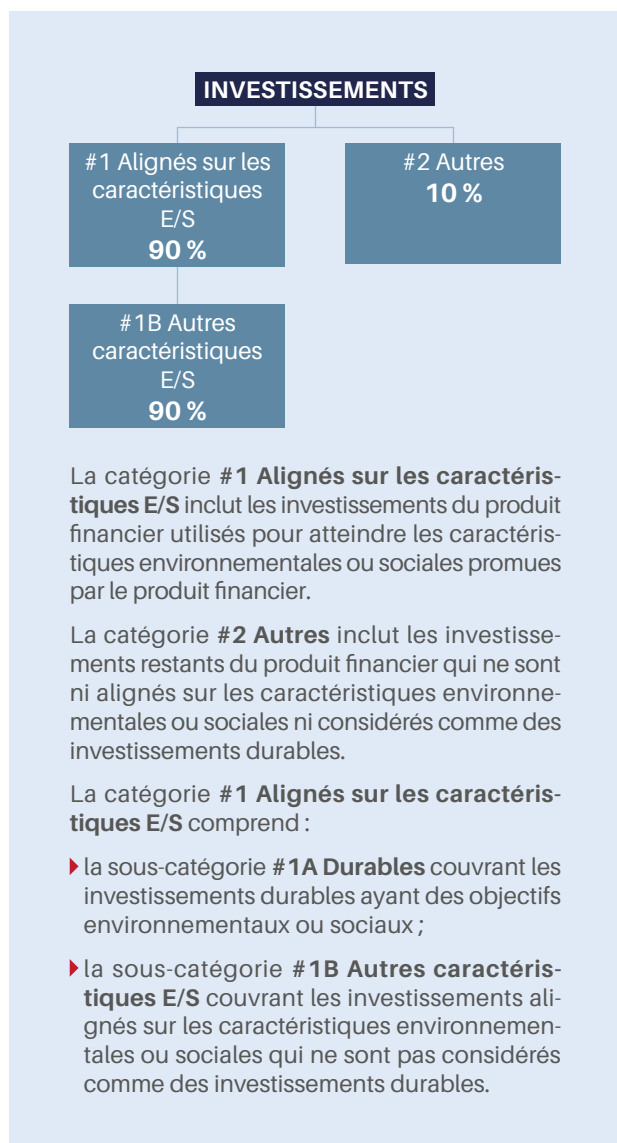 INVESTISSEMENTS
#1 Alignés sur les
caractéristiques
E/S
90 %
#2 Autres
10 %
#1B Autres
caractéristiques
E/S
90 %
La catégorie #1 Alignés sur les caractéris-
tiques E/S inclut les investissements du produit
financier utilisés pour atteindre les caractéris-
tiques environnementales ou sociales promues
par le produit financier.
La catégorie #2 Autres inclut les investisse-
ments restants du produit financier qui ne sont
ni alignés sur les caractéristiques environne-
mentales ou sociales ni considérés comme des
investissements durables.
La catégorie #1 Alignés sur les caractéris-
tiques E/S comprend :
la sous-catégorie #1A Durables couvrant les
investissements durables ayant des objectifs
environnementaux ou sociaux ;
la sous-catégorie #1B Autres caractéris-
tiques E/S couvrant les investissements ali-
gnés sur les caractéristiques environnemen-
tales ou sociales qui ne sont pas considérés
comme des investissements durables.